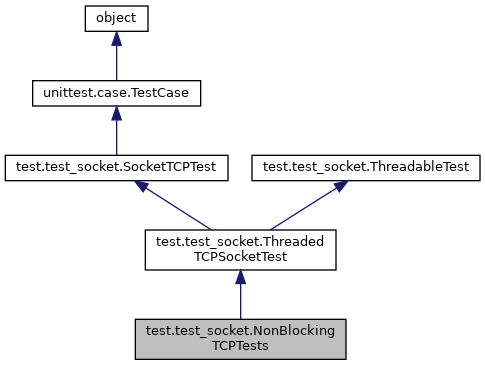 object
unittest.case.TestCase
test.test_socket.SocketTCPTest
test.test_socket.ThreadableTest
test.test_socket.Threaded
TCPSocketTest
test.test_socket.NonBlocking
TCPTests